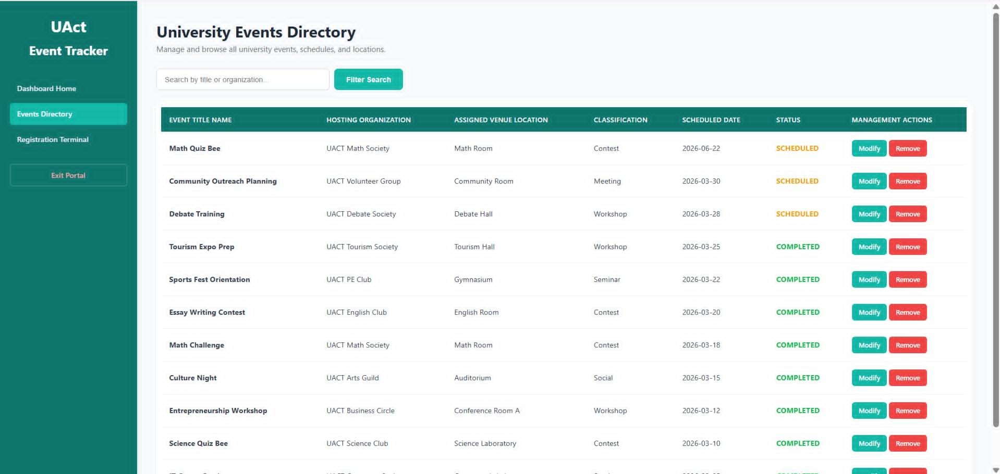 UAct
Event Tracker
Dashboard Home
Events Directory
Registration Terminal
Exit Portal
University Events Directory
Manage and browse all university events, schedules, and locations.
Search by title or organization...
Filter Search
EVENT TITLE NAME HOSTING ORGANIZATION ASSIGNED VENUE LOCATION CLASSIFICATION SCHEDULED DATE STATUS MANAGEMENT ACTIONS
Math Quiz Bee UACT Math Society Math Room Contest 2026-06-22 SCHEDULED Modify Remove
Community Outreach Planning UACT Volunteer Group Community Room Meeting 2026-03-30 SCHEDULED Modify Remove
Debate Training UACT Debate Society Debate Hall Workshop 2026-03-28 SCHEDULED Modify Remove
Tourism Expo Prep UACT Tourism Society Tourism Hall Workshop 2026-03-25 COMPLETED Modify Remove
Sports Fest Orientation UACT PE Club Gymnasium Seminar 2026-03-22 COMPLETED Modify Remove
Essay Writing Contest UACT English Club English Room Contest 2026-03-20 COMPLETED Modify Remove
Math Challenge UACT Math Society Math Room Contest 2026-03-18 COMPLETED Modify Remove
Culture Night UACT Arts Guild Auditorium Social 2026-03-15 COMPLETED Modify Remove
Entrepreneurship Workshop UACT Business Circle Conference Room A Workshop 2026-03-12 COMPLETED Modify Remove
Science Quiz Bee UACT Science Club Science Laboratory Contest 2026-03-10 COMPLETED Modify Remove